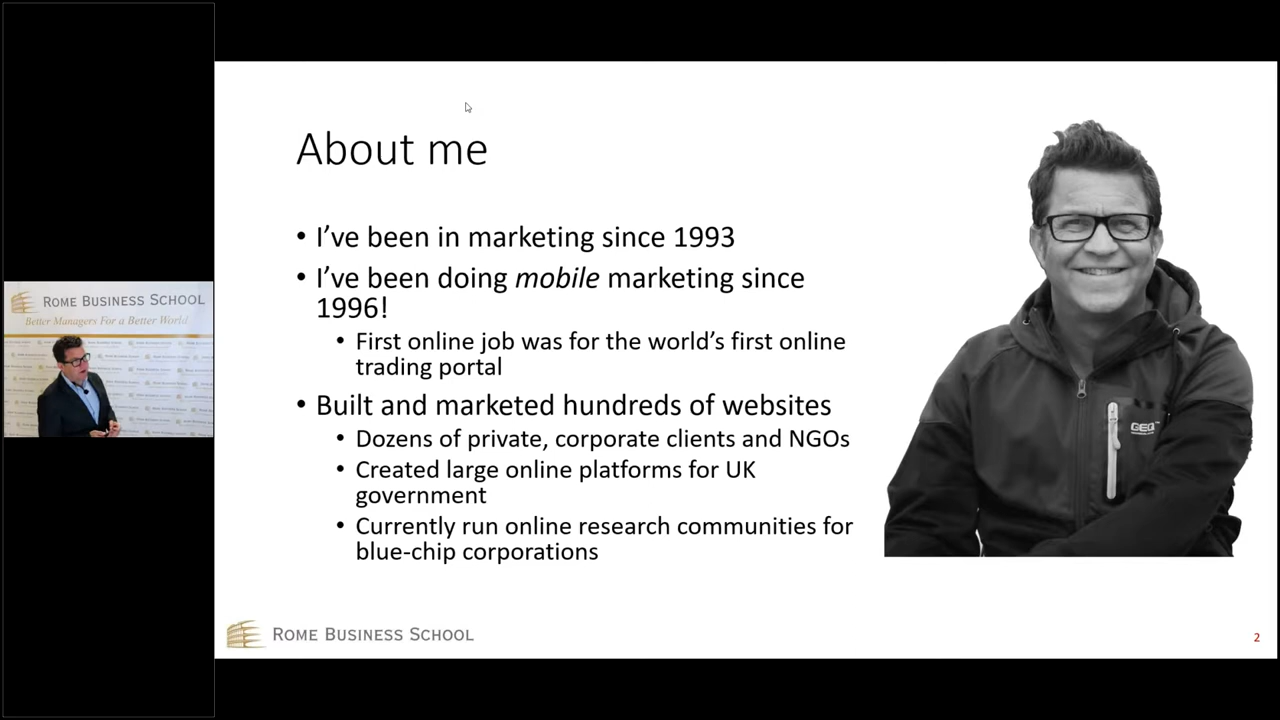 ROME BUSINESS SCHOOL
Better Managers For a Better World
About me
• I’ve been in marketing since 1993
• I’ve been doing mobile marketing since
1996!
• First online job was for the world’s first online
trading portal
• Built and marketed hundreds of websites
• Dozens of private, corporate clients and NGOs
• Created large online platforms for UK
government
• Currently run online research communities for
blue-chip corporations
GEQ
ROME BUSINESS SCHOOL
2